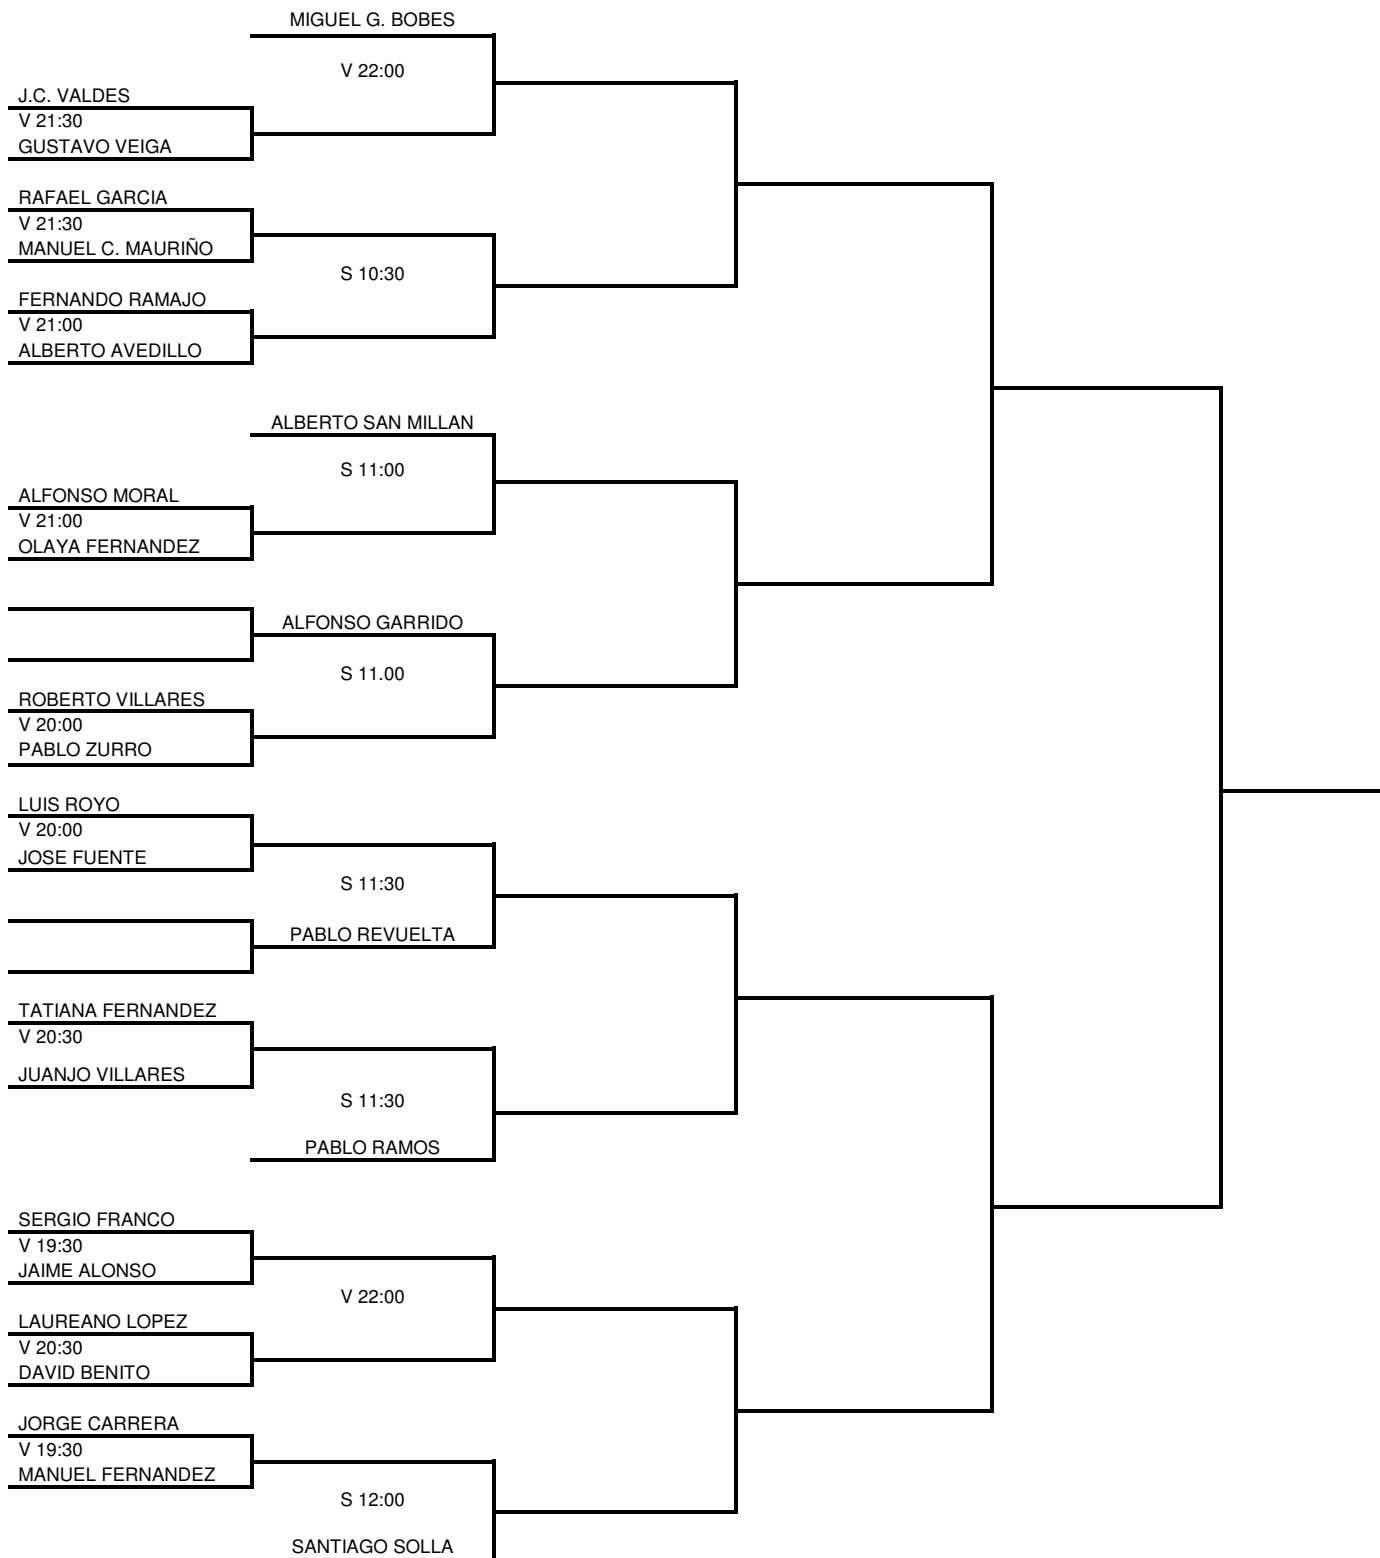 MIGUEL G. BOBES
V 22:00
J.C. VALDES
V 21:30
GUSTAVO VEIGA
RAFAEL GARCIA
V 21:30
MANUEL C. MAURIÑO
S 10:30
FERNANDO RAMAJO
V 21:00
ALBERTO AVEDILLO
ALBERTO SAN MILLAN
S 11:00
ALFONSO MORAL
V 21:00
OLAYA FERNANDEZ
ALFONSO GARRIDO
S 11.00
ROBERTO VILLARES
V 20:00
PABLO ZURRO
LUIS ROYO
V 20:00
JOSE FUENTE
S 11:30
PABLO REVUELTA
TATIANA FERNANDEZ
V 20:30
JUANJO VILLARES
S 11:30
PABLO RAMOS
SERGIO FRANCO
V 19:30
JAIME ALONSO
V 22:00
LAUREANO LOPEZ
V 20:30
DAVID BENITO
JORGE CARRERA
V 19:30
MANUEL FERNANDEZ
S 12:00
SANTIAGO SOLLA